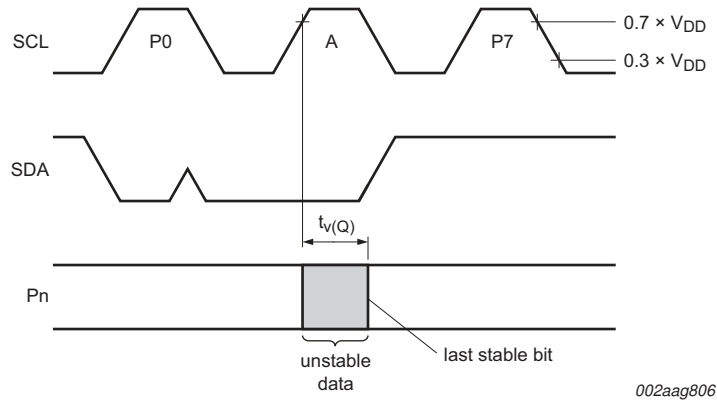 SCL
P0
A
P7
0.7 × VDD
0.3 × VDD
SDA
tv(Q)
Pn
unstable
data
last stable bit
002aag806